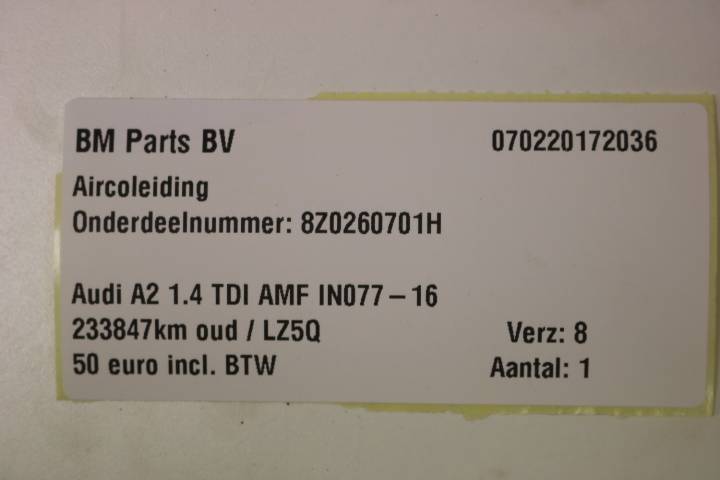 BM Parts BV 070220172036
Aircoleiding
Onderdeelnummer: 8Z0260701H
Audi A2 1.4 TDI AMF IN077-16
233847km oud / LZ5Q Verz: 8
50 euro incl. BTW Aantal: 1